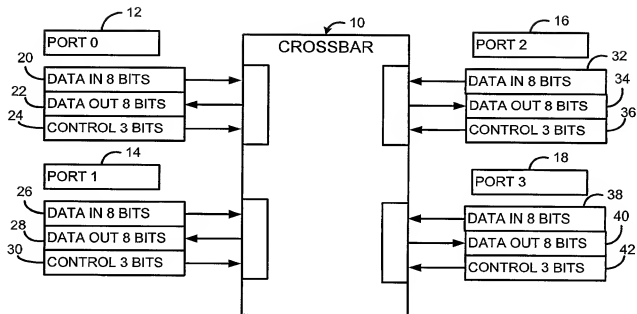 12
PORT 0
20
DATA IN 8 BITS
22
DATA OUT 8 BITS
24
CONTROL 3 BITS
14
PORT 1
26
DATA IN 8 BITS
28
DATA OUT 8 BITS
30
CONTROL 3 BITS
10
CROSSBAR
16
PORT 2
32
DATA IN 8 BITS
34
DATA OUT 8 BITS
36
CONTROL 3 BITS
18
PORT 3
38
DATA IN 8 BITS
40
DATA OUT 8 BITS
42
CONTROL 3 BITS